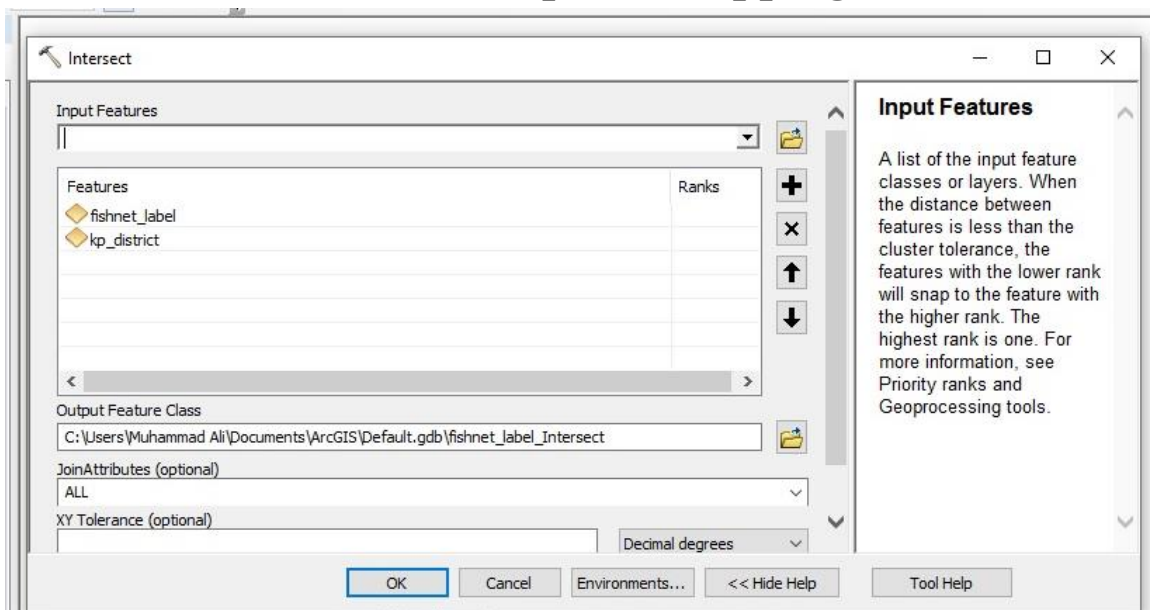 Intersect
Input Features
Features
Ranks
fishnet_label
kp_district
Output Feature Class
C:\Users\Muhammad Ali\Documents\ArcGIS\Default.gdb\fishnet_label_Intersect
JoinAttributes (optional)
ALL
XY Tolerance (optional)
Decimal degrees
OK
Cancel
Environments...
<< Hide Help
Tool Help
Input Features
A list of the input feature
classes or layers. When
the distance between
features is less than the
cluster tolerance, the
features with the lower rank
will snap to the feature with
the higher rank. The
highest rank is one. For
more information, see
Priority ranks and
Geoprocessing tools.